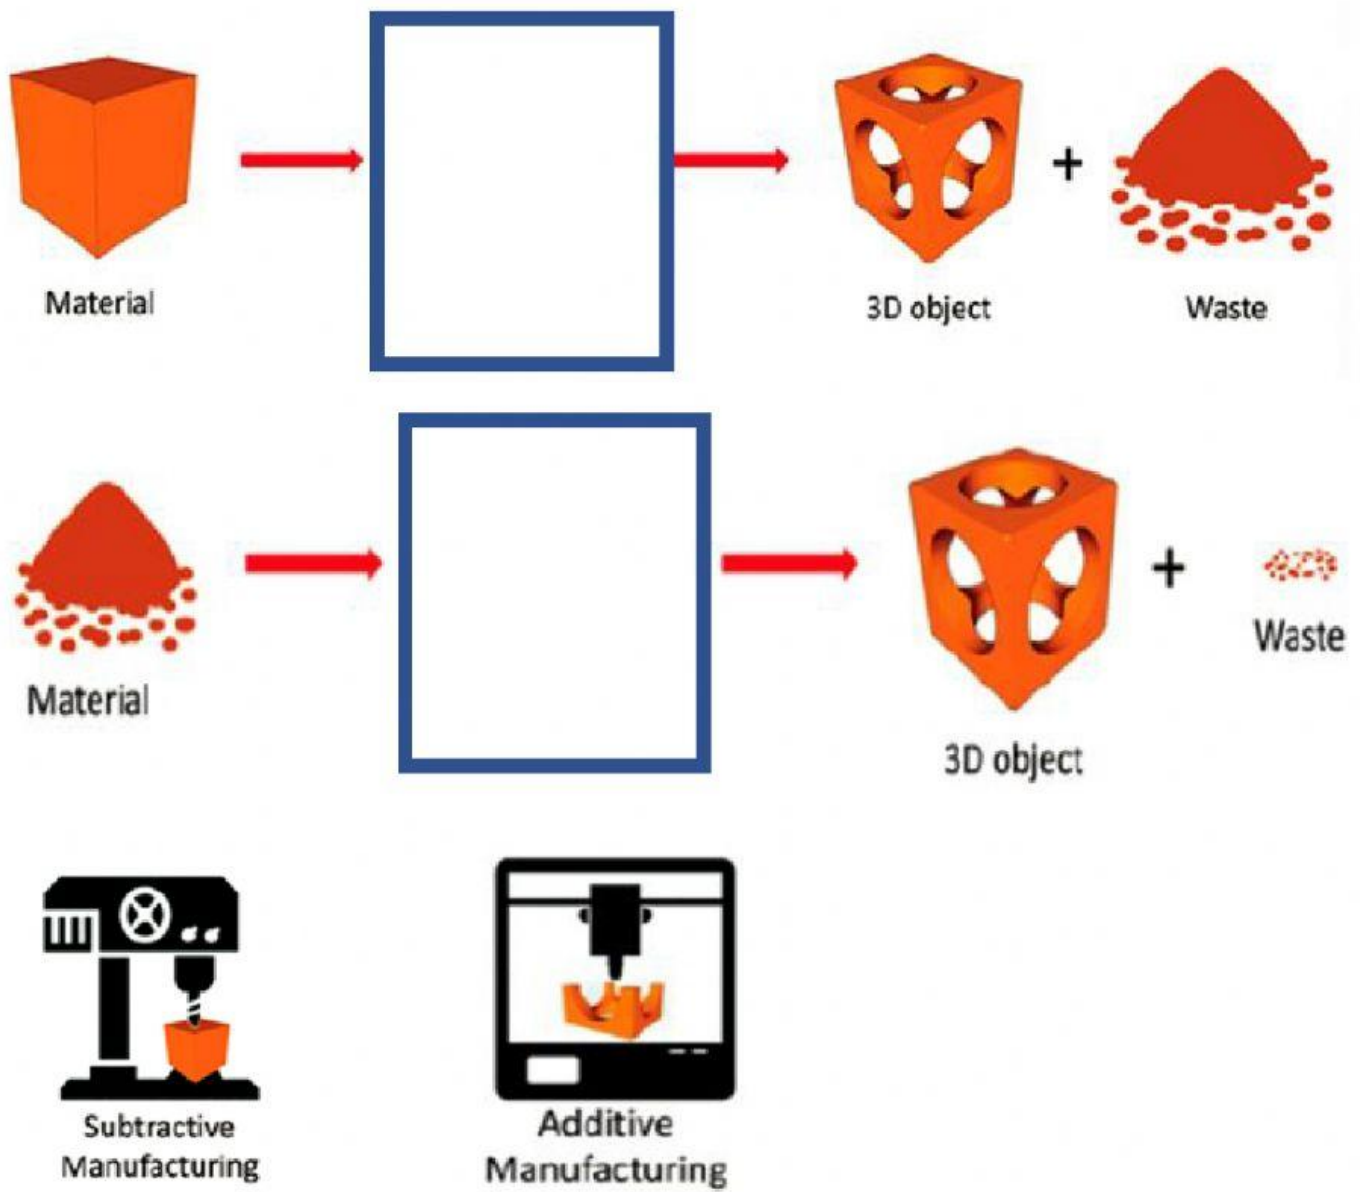 Material
3D object
Waste
+
Material
3D object
Waste
+
Subtractive
Manufacturing
Additive
Manufacturing